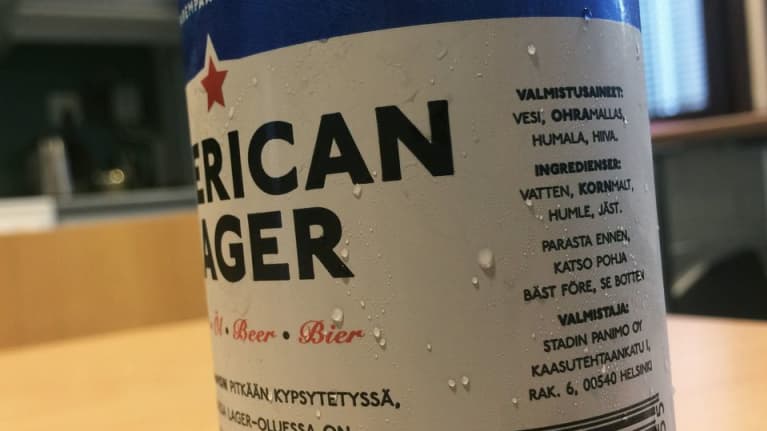 ERICAN
AGER
Öl • Beer • Bier
PITKÄÄN KYPSYTETYSSÄ,
LAGER-OLUESSA ON
VALMISTUSAINEET:
VESI, OHRAMALLAS,
HUMALA, HIIVA.
INGREDIENSER:
VATTEN, KORNMALT,
HUMLE, JÄST.
PARASTA ENNEN,
KATSO POHJA
BÄST FÖRE, SE BOTTEN
VALMISTAJA:
STADIN PANIMO OY
KAASUTEHTAANKATU 1,
RAK. 6, 00540 HELSINKI